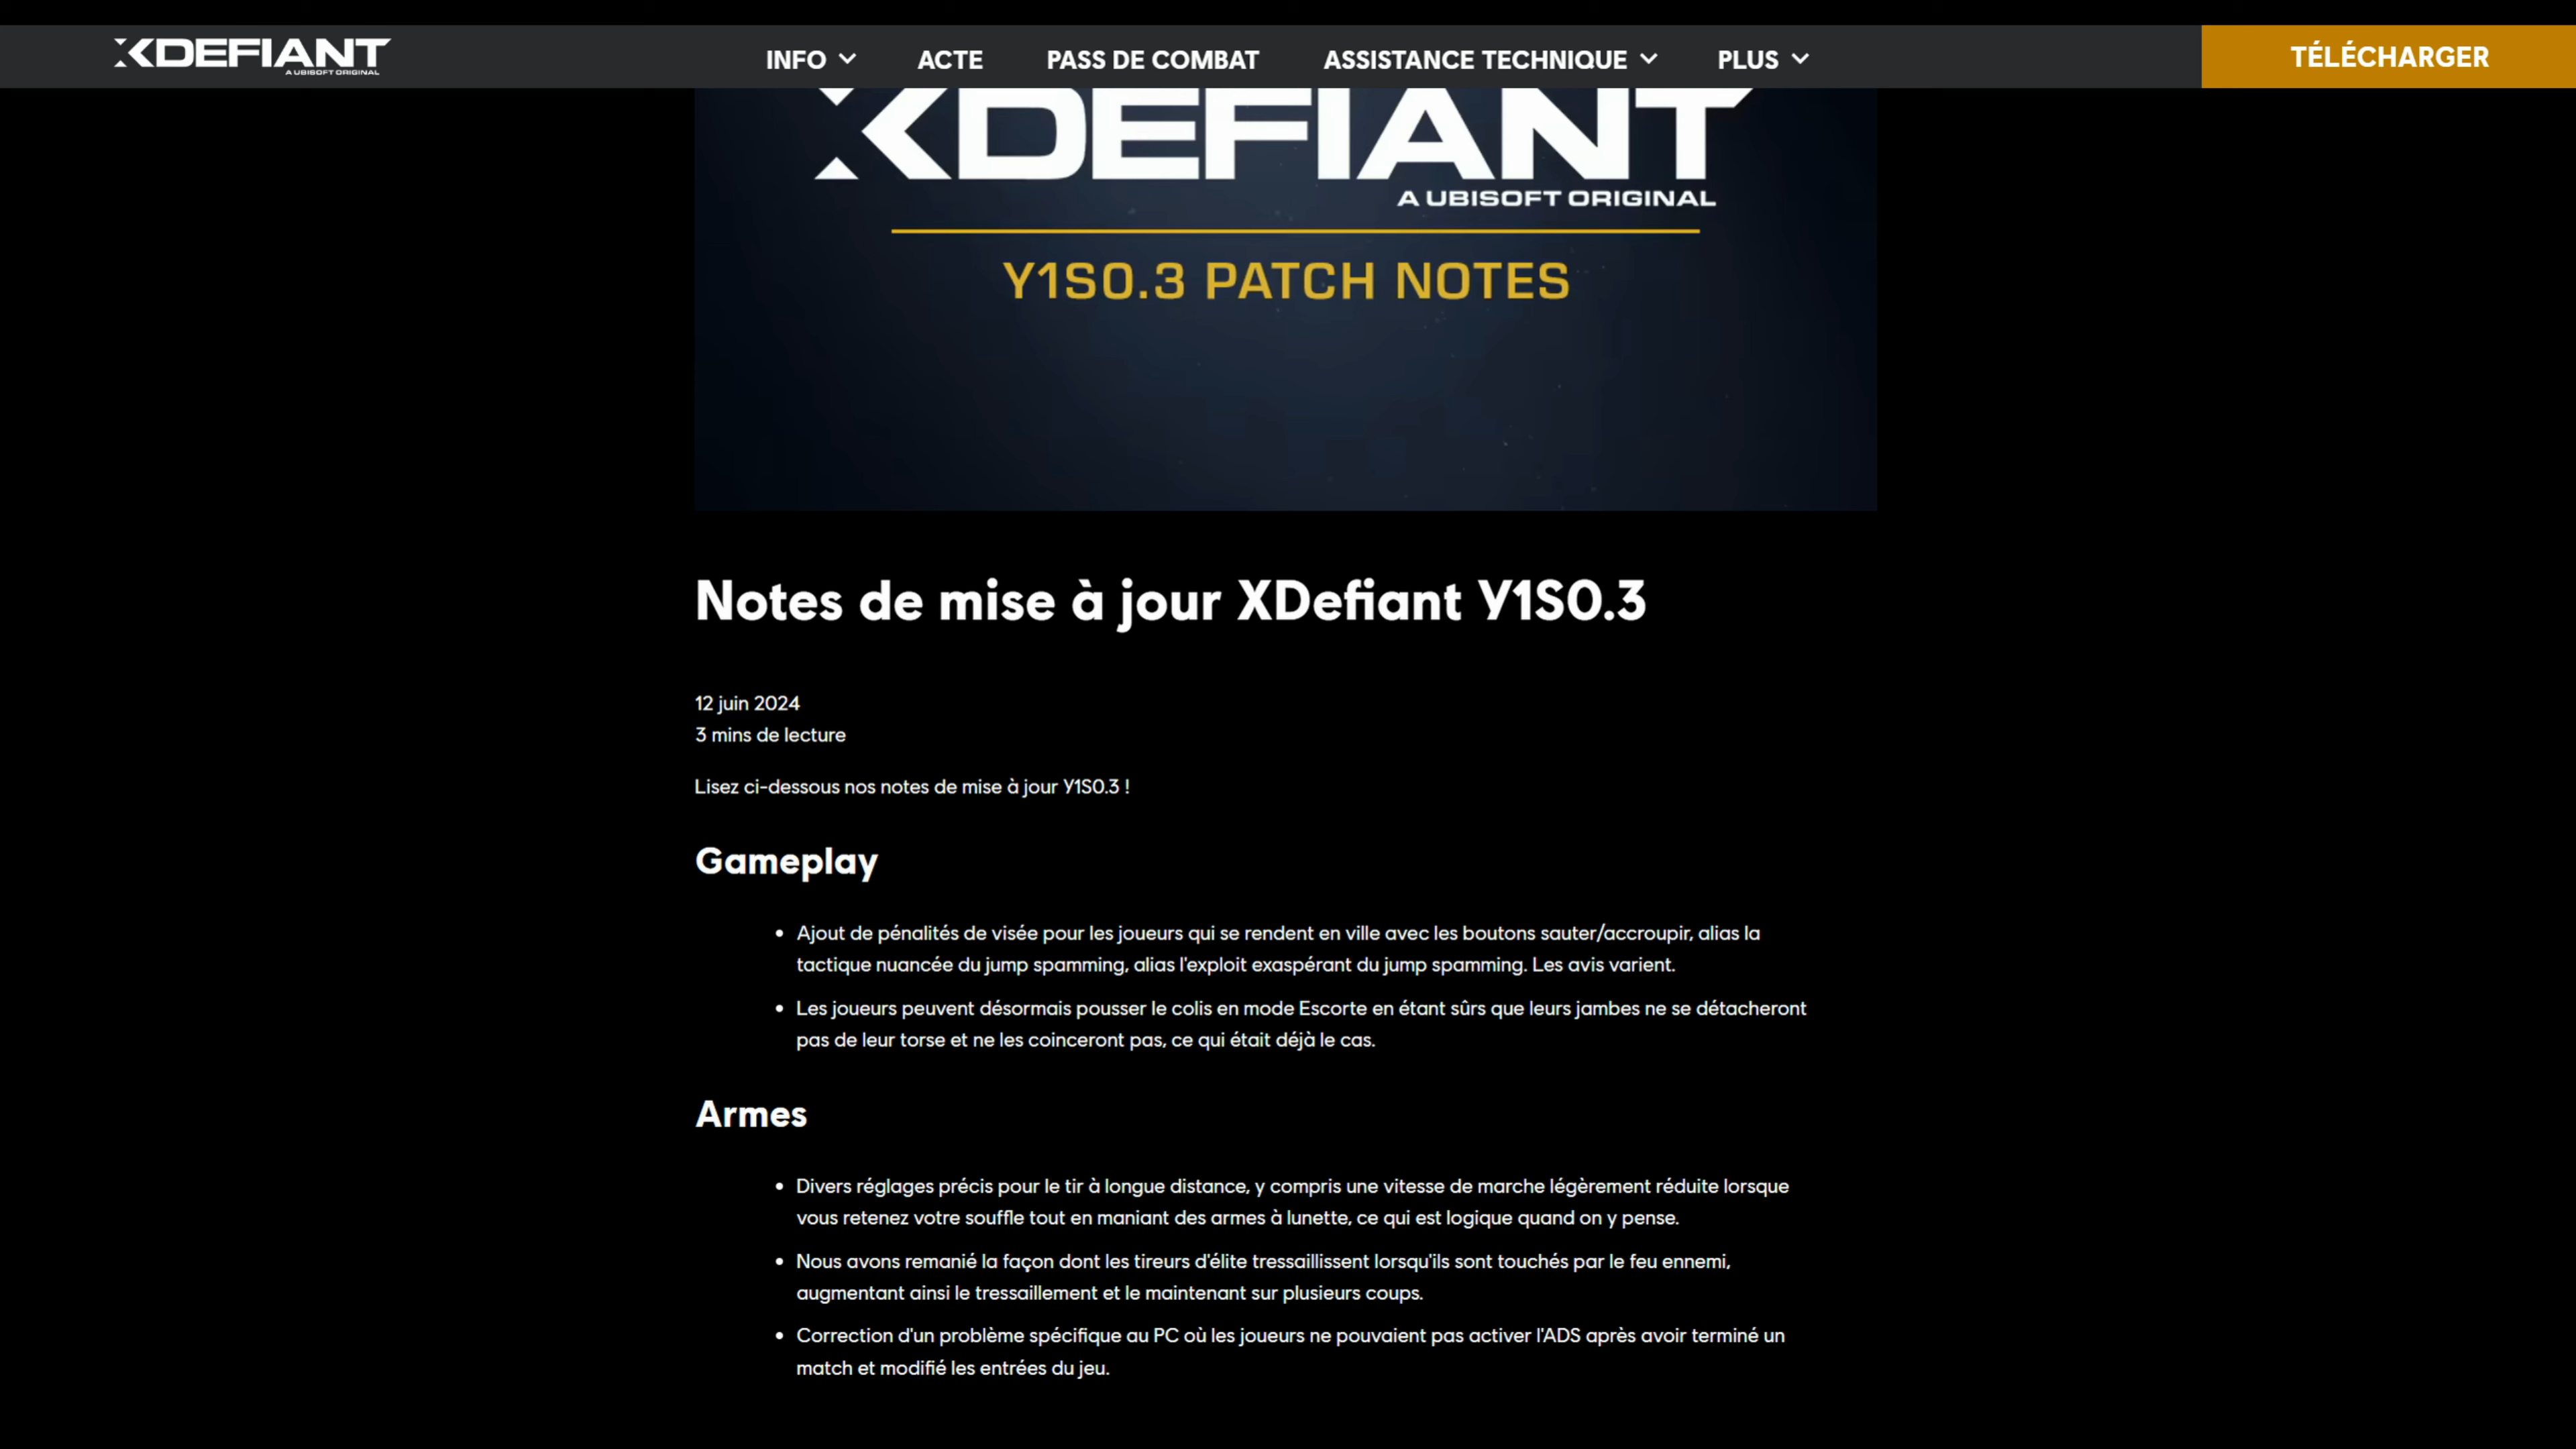 XDEFIANT
A UBISOFT ORIGINAL
INFO
ACTE
PASS DE COMBAT
ASSISTANCE TECHNIQUE
PLUS
TÉLÉCHARGER
XDEFIANT
A UBISOFT ORIGINAL
Y1S0.3 PATCH NOTES
Notes de mise à jour XDefiant Y1S0.3
12 juin 2024
3 mins de lecture
Lisez ci-dessous nos notes de mise à jour Y1S0.3 !
Gameplay
• Ajout de pénalités de visée pour les joueurs qui se rendent en ville avec les boutons sauter/accroupir, alias la
tactique nuancée du jump spamming, alias l'exploit exaspérant du jump spamming. Les avis varient.
• Les joueurs peuvent désormais pousser le colis en mode Escorte en étant sûrs que leurs jambes ne se détacheront
pas de leur torse et ne les coinceront pas, ce qui était déjà le cas.
Armes
• Divers réglages précis pour le tir à longue distance, y compris une vitesse de marche légèrement réduite lorsque
vous retenez votre souffle tout en maniant des armes à lunette, ce qui est logique quand on y pense.
• Nous avons remanié la façon dont les tireurs d'élite tressaillissent lorsqu'ils sont touchés par le feu ennemi,
augmentant ainsi le tressaillement et le maintenant sur plusieurs coups.
• Correction d'un problème spécifique au PC où les joueurs ne pouvaient pas activer l'ADS après avoir terminé un
match et modifié les entrées du jeu.